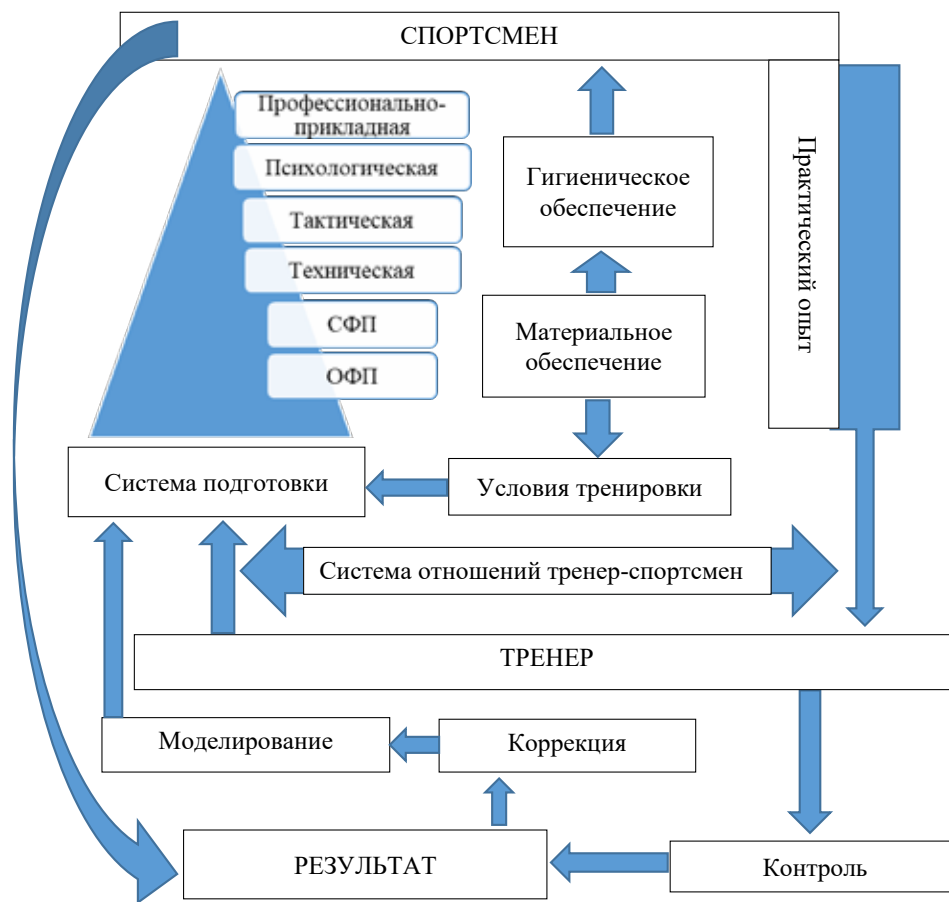 СПОРТСМЕН
Профессионально-
прикладная
Психологическая
Тактическая
Техническая
СФП
ОФП
Гигиеническое
обеспечение
Материальное
обеспечение
Практический опыт
Система подготовки
Условия тренировки
Система отношений тренер-спортсмен
ТРЕНЕР
Моделирование
Коррекция
РЕЗУЛЬТАТ
Контроль